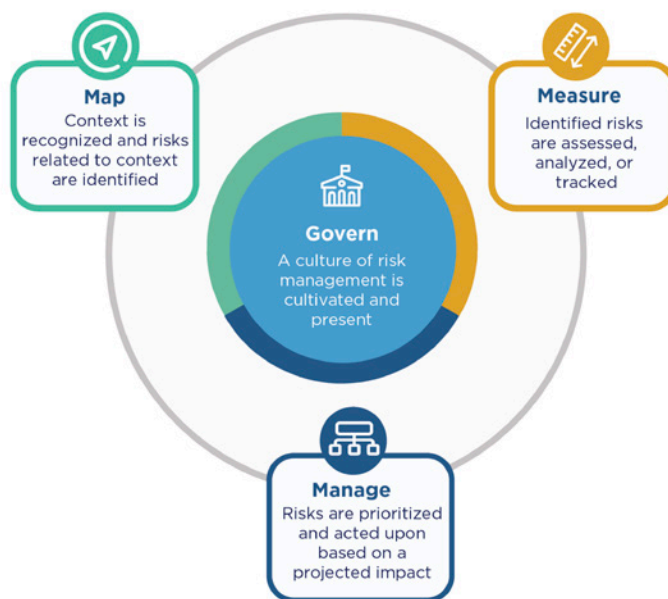 Map
Context is
recognized and risks
related to context
are identified
Measure
Identified risks
are assessed,
analyzed, or
tracked
Govern
A culture of risk
management is
cultivated and
present
Manage
Risks are prioritized
and acted upon
based on a
projected impact